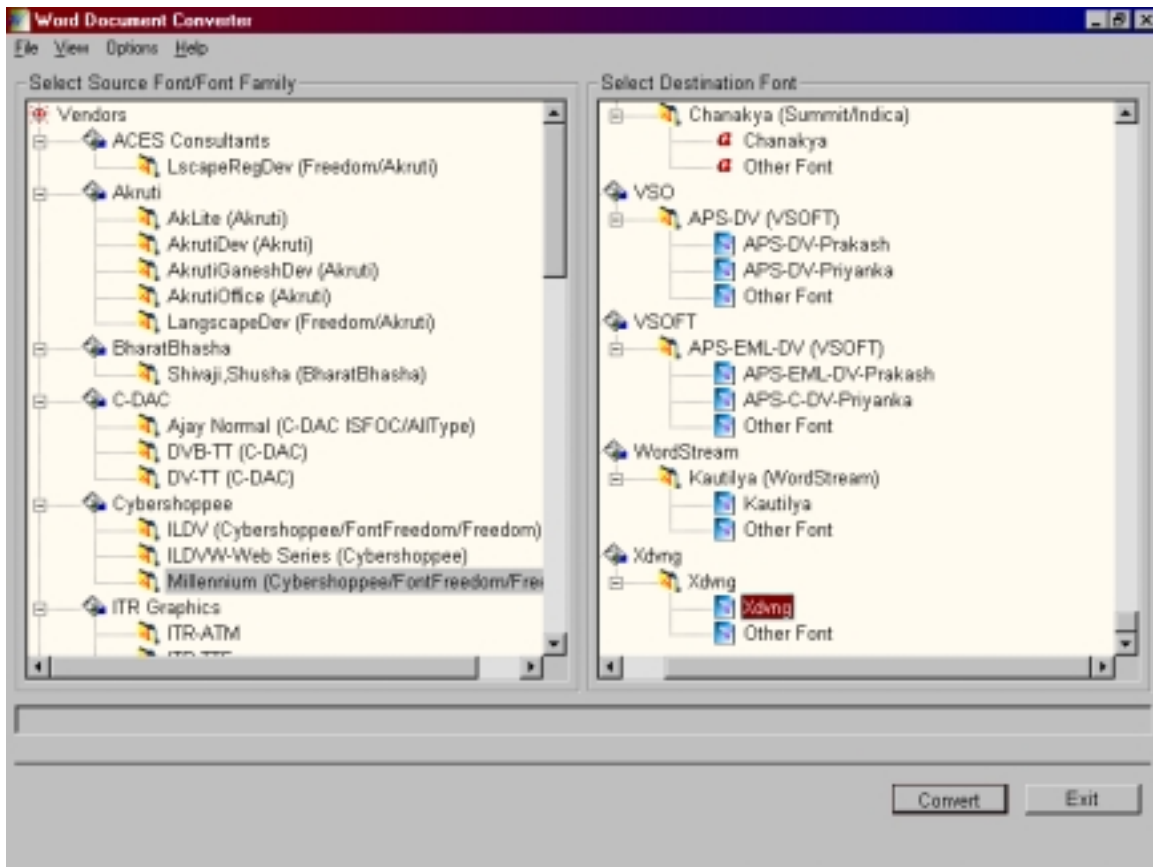 Word Document Converter
File View Options Help
Select Source Font/Font Family
Vendors
ACES Consultants
LscapeRegDev (Freedom/Akruti)
Akruti
AkLite (Akruti)
AkrutiDev (Akruti)
AkrutiGaneshDev (Akruti)
AkrutiOffice (Akruti)
LangscapeDev (Freedom/Akruti)
BharatBhasha
Shivaji,Shusha (BharatBhasha)
C-DAC
Ajay Normal (C-DAC ISFOC/AllType)
DVB-TT (C-DAC)
DV-TT (C-DAC)
Cybershoppee
ILDV (Cybershoppee/FontFreedom/Freedom)
ILDVW-Web Series (Cybershoppee)
Millennium (Cybershoppee/FontFreedom/Free
ITR Graphics
ITR-ATM
ITR-TTF
Select Destination Font
Chanakya (Summit/Indica)
Chanakya
Other Font
VSO
APS-DV (VSOFT)
APS-DV-Prakash
APS-DV-Priyanka
Other Font
VSOFT
APS-EML-DV (VSOFT)
APS-EML-DV-Prakash
APS-C-DV-Priyanka
Other Font
WordStream
Kautilya (WordStream)
Kautilya
Other Font
Xdvng
Xdvng
Xdvng
Other Font
Convert
Exit